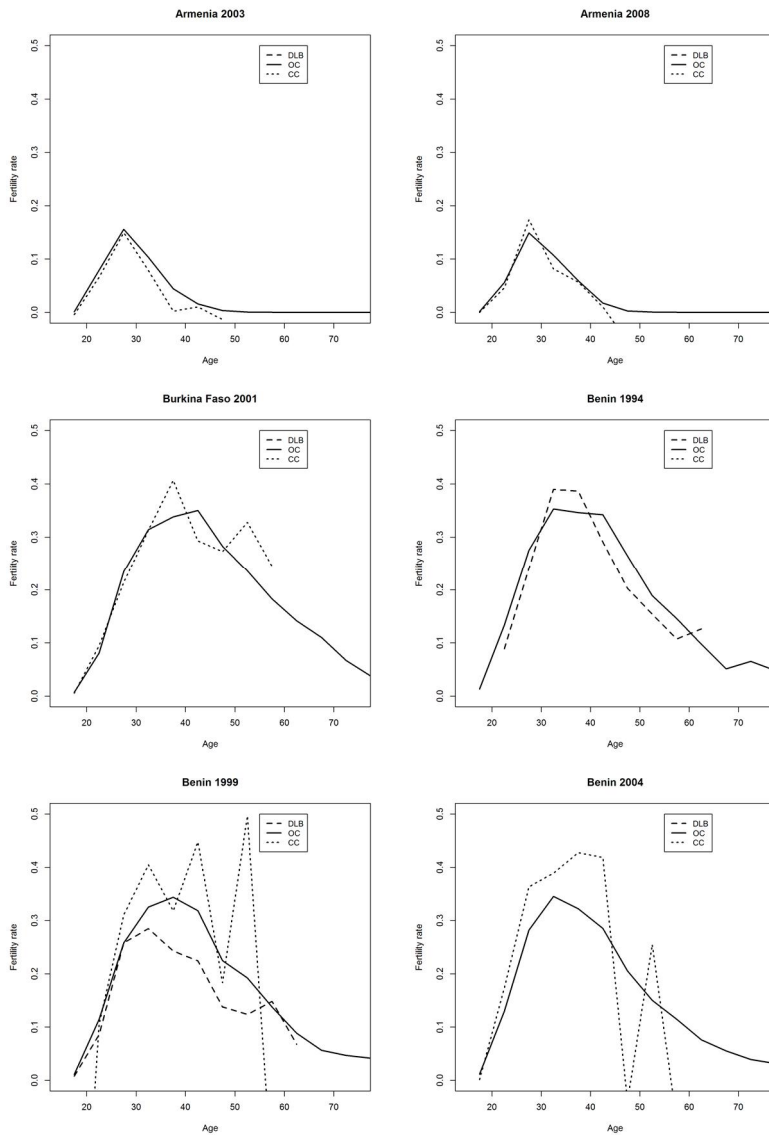 Armenia 2003
Armenia 2008
DLB
OC
CC
DLB
OC
CC
Fertility rate
0.0 0.1 0.2 0.3 0.4 0.5
Fertility rate
0.0 0.1 0.2 0.3 0.4 0.5
20 30 40 50 60 70
20 30 40 50 60 70
Age
Age
Burkina Faso 2001
Benin 1994
DLB
OC
CC
DLB
OC
CC
Fertility rate
0.0 0.1 0.2 0.3 0.4 0.5
Fertility rate
0.0 0.1 0.2 0.3 0.4 0.5
20 30 40 50 60 70
20 30 40 50 60 70
Age
Age
Benin 1999
Benin 2004
DLB
OC
CC
DLB
OC
CC
Fertility rate
0.0 0.1 0.2 0.3 0.4 0.5
Fertility rate
0.0 0.1 0.2 0.3 0.4 0.5
20 30 40 50 60 70
20 30 40 50 60 70
Age
Age